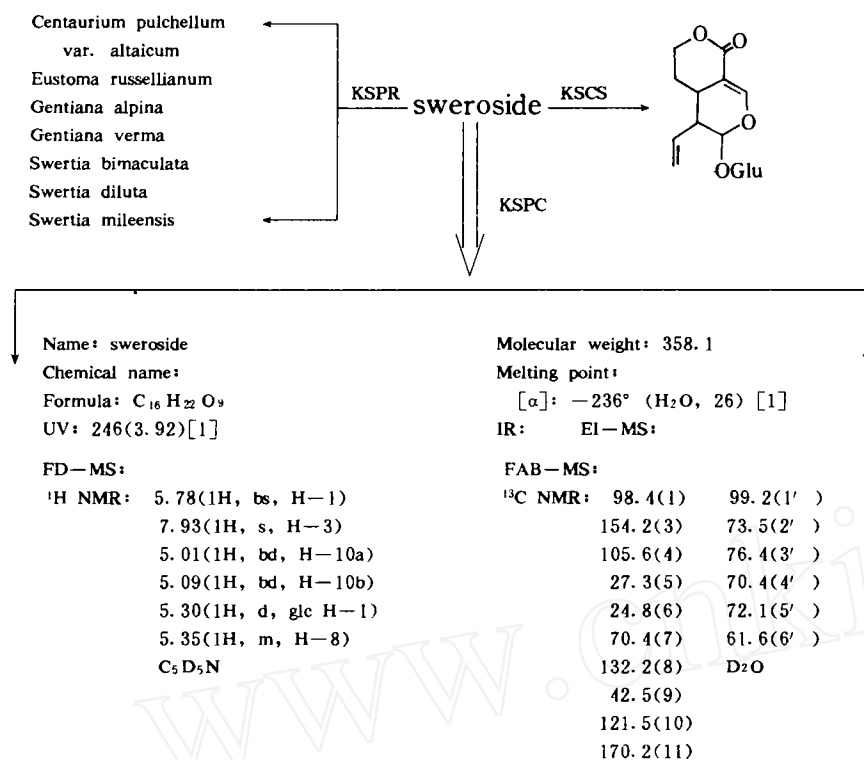 Centaurium pulchellum
var. altaicum
Eustoma russellianum
Gentiana alpina
Gentiana verma
Swertia bimaculata
Swertia diluta
Swertia mileensis
KSPR
sweroside
KSCS
KSPC
O
O
O
OGlu
Name: sweroside
Chemical name:
Formula: C₁₆H₂₂O₉
UV: 246(3.92)[1]
FD-MS:
¹H NMR: 5.78(1H, bs, H-1)
7.93(1H, s, H-3)
5.01(1H, bd, H-10a)
5.09(1H, bd, H-10b)
5.30(1H, d, glc H-1)
5.35(1H, m, H-8)
C₅D₅N
Molecular weight: 358.1
Melting point:
[α]: -236° (H₂O, 26) [1]
IR: EI-MS:
FAB-MS:
¹³C NMR: 98.4(1) 99.2(1′ )
154.2(3) 73.5(2′ )
105.6(4) 76.4(3′ )
27.3(5) 70.4(4′ )
24.8(6) 72.1(5′ )
70.4(7) 61.6(6′ )
132.2(8) D₂O
42.5(9)
121.5(10)
170.2(11)
www.cnki